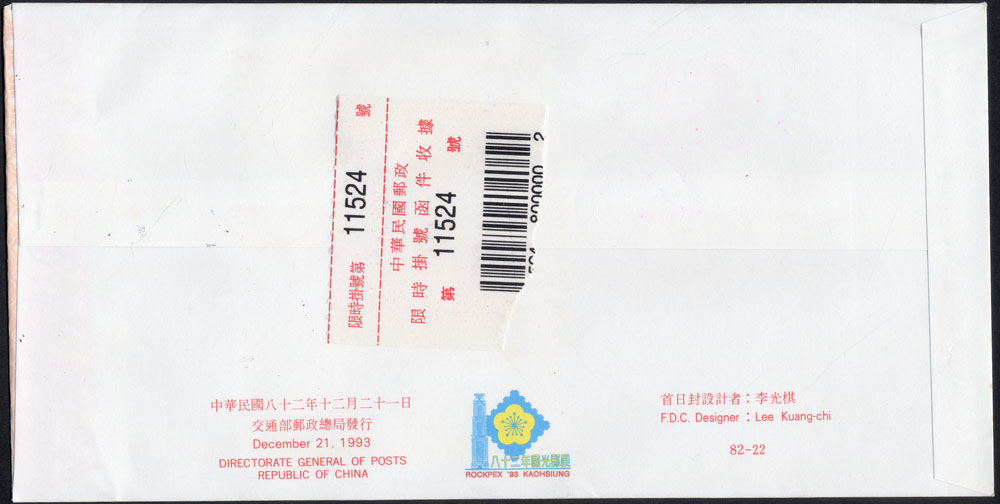 限時掛號第 11524 號
中華民國郵政
限時掛號函件收據
第 11524 號
800000 2
中華民國八十二年十二月二十一日
交通部郵政總局發行
December 21, 1993
DIRECTORATE GENERAL OF POSTS
REPUBLIC OF CHINA
八十二年國光郵展
ROCKPEX '93 KAOHSIUNG
首日封設計者：李光棋
F.D.C. Designer : Lee Kuang-chi
82-22